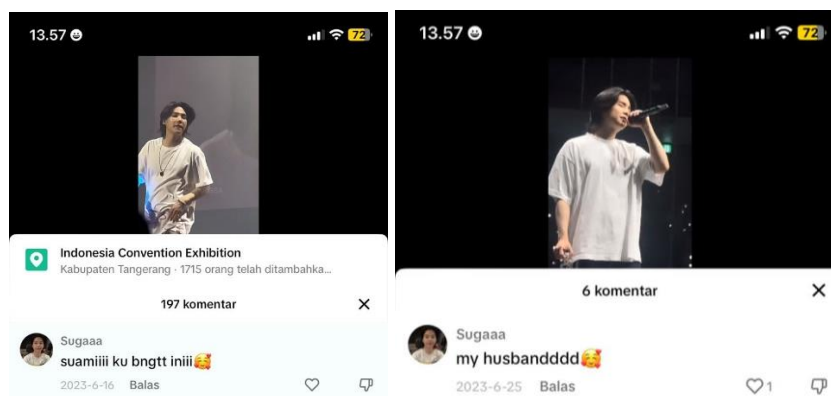 13.57
72
Indonesia Convention Exhibition
Kabupaten Tangerang · 1715 orang telah ditambahka...
197 komentar
Sugaaa
suamiiii ku bngtt iniii🥰
2023-6-16 Balas
13.57
72
6 komentar
Sugaaa
my husbandddd🥰
2023-6-25 Balas
1